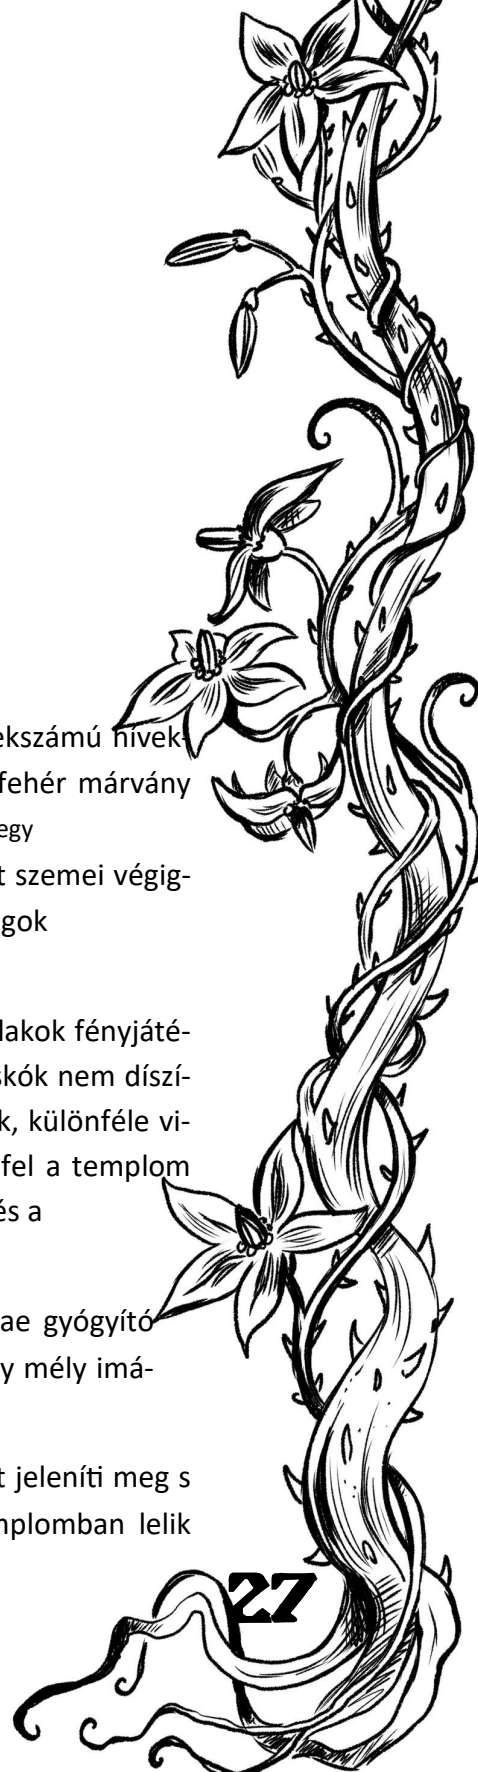 ekszámú hívek-
fehér márvány
egy
t szemei végig-
gok
lakok fényjáté-
skók nem díszí-
k, különféle vi-
fel a templom
és a
ae gyógyító
y mély imá-
t jeleníti meg s
mplomban lelik
27